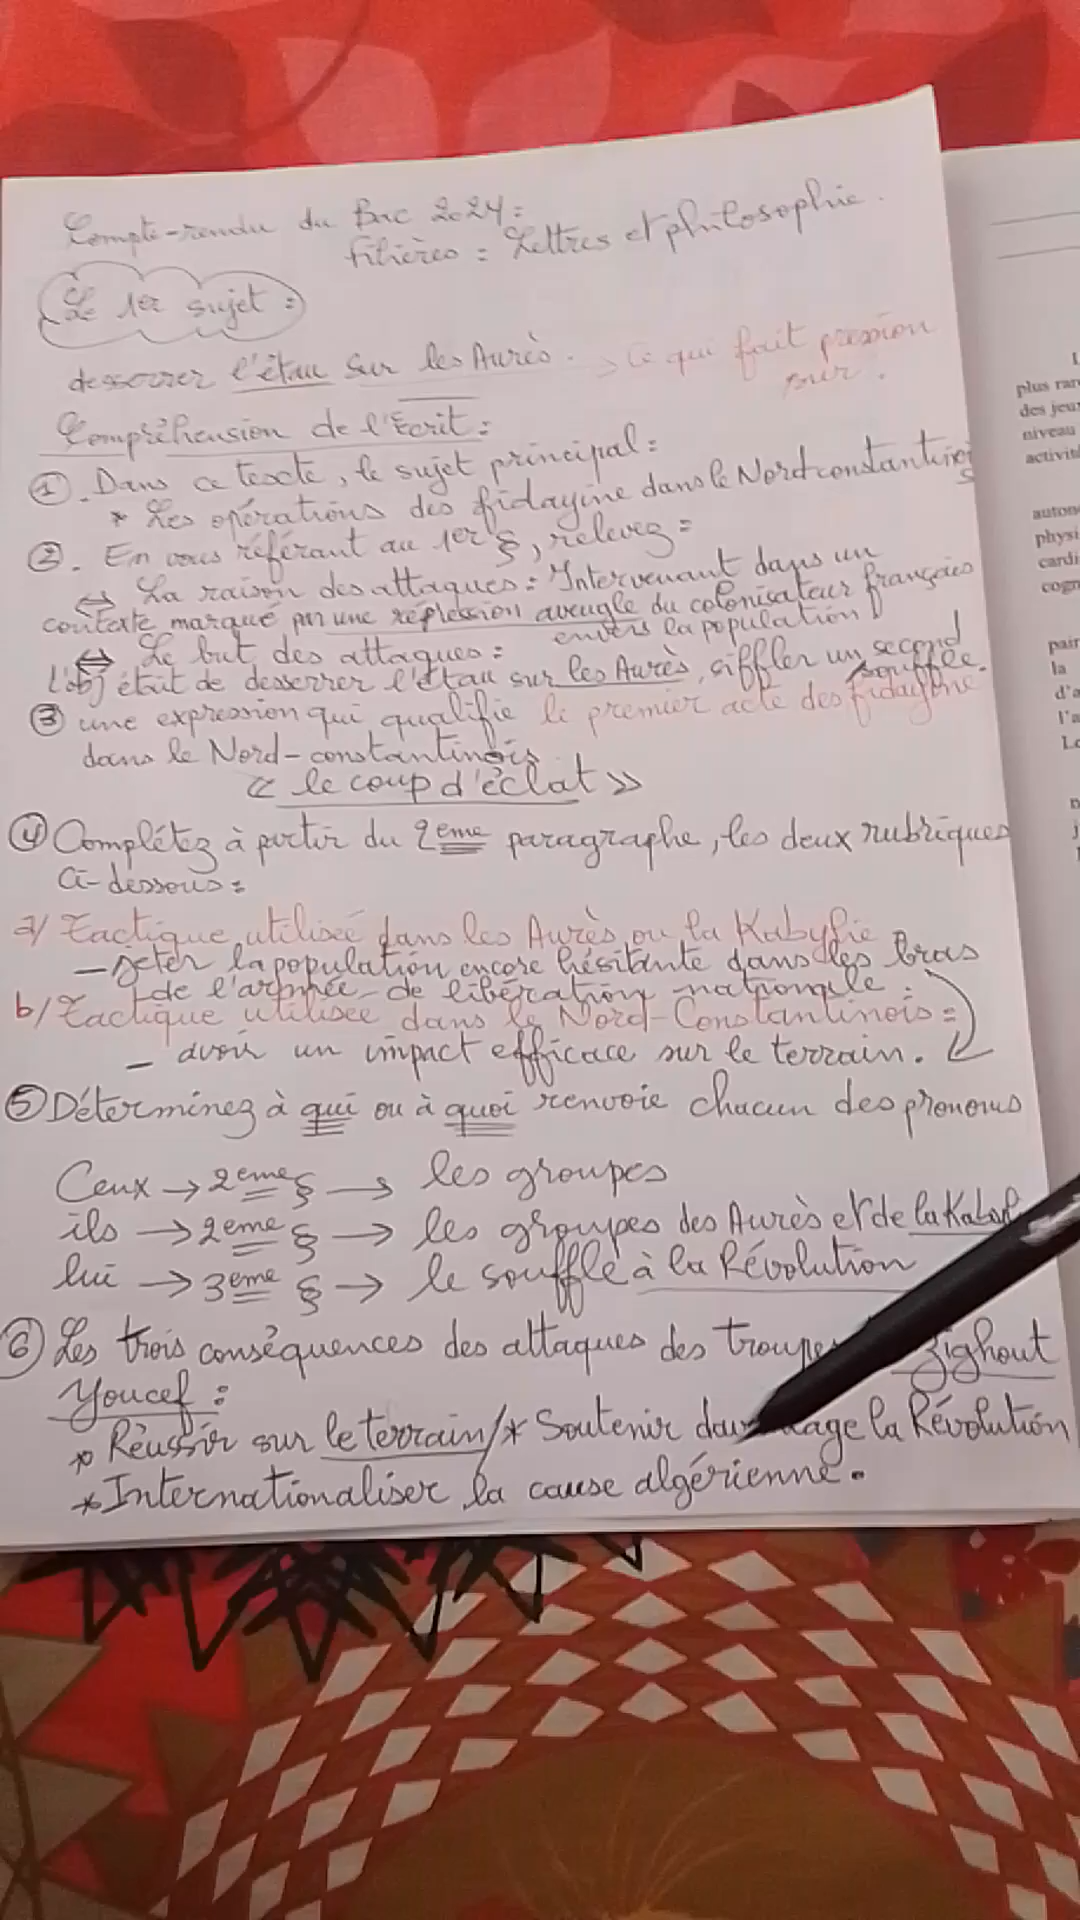 Compte-rendu du Bac 2024:
filières = Lettres et philosophie.
Le 1er sujet :
desserrer l'étau sur les Aurès. → Ce qui fait pression
sur.
Compréhension de l'Écrit :
① . Dans ce texte, le sujet principal :
* Les opérations des fidayine dans le Nord constantinois
② . En vous référant au 1er §, relevez =
⇔ La raison des attaques : Intervenant dans un
contexte marqué par une répression aveugle du colonisateur français
envers la population
⇔ Le but des attaques :
L'obj était de desserrer l'étau sur les Aurès, siffler un second
souffle.
③ une expression qui qualifie le premier acte des fidayine
dans le Nord-constantinois
« le coup d'éclat »
④ Complétez à partir du 2eme paragraphe, les deux rubriques
ci-dessous :
a/ Tactique utilisée dans les Aurès ou la Kabylie
- Jeter la population encore hésitante dans les bras
de l'armée de libération nationale.
b/ Tactique utilisée dans le Nord-Constantinois =
- avoir un impact efficace sur le terrain.
⑤ Déterminez à qui ou à quoi renvoie chacun des pronoms
Ceux → 2eme § → les groupes
ils → 2eme § → les groupes des Aurès et de la
lui → 3eme § → le souffle à la Révolution
⑥ Les trois conséquences des attaques des Zighout
Youcef :
* Réussir sur le terrain/* Soutenir la Révolution
* Internationaliser la cause algérienne.
plus
des
niveau